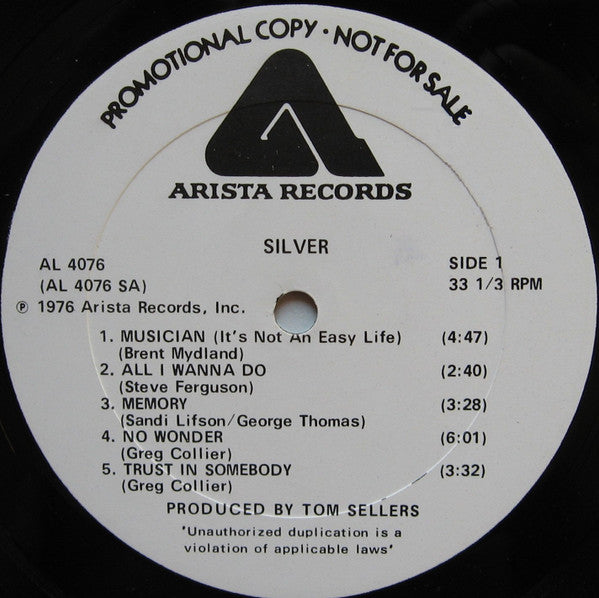 PROMOTIONAL COPY · NOT FOR SALE
ARISTA RECORDS
SILVER
AL 4076 SIDE 1
(AL 4076 SA) 33 1/3 RPM
℗ 1976 Arista Records, Inc.
1. MUSICIAN (It's Not An Easy Life) (4:47)
(Brent Mydland)
2. ALL I WANNA DO (2:40)
(Steve Ferguson)
3. MEMORY (3:28)
(Sandi Lifson/George Thomas)
4. NO WONDER (6:01)
(Greg Collier)
5. TRUST IN SOMEBODY (3:32)
(Greg Collier)
PRODUCED BY TOM SELLERS
'Unauthorized duplication is a
violation of applicable laws'